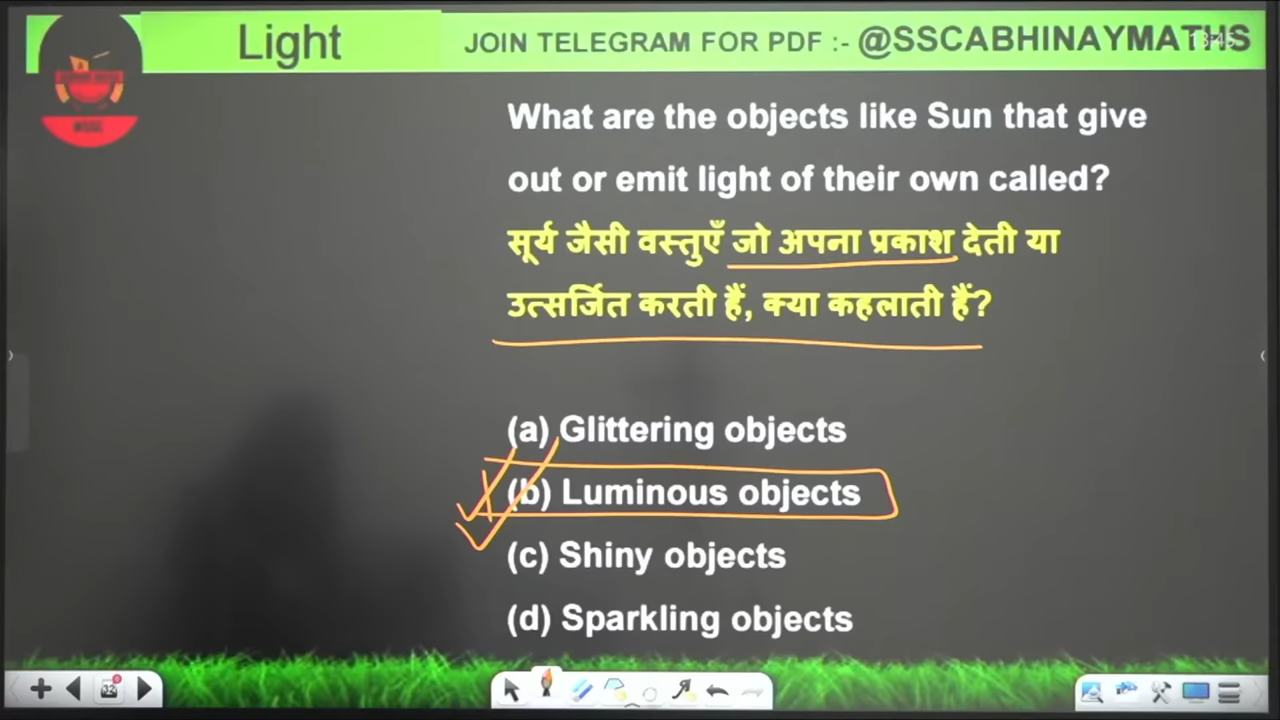 Light
JOIN TELEGRAM FOR PDF :- @SSCABHINAYMATHS
What are the objects like Sun that give
out or emit light of their own called?
सूर्य जैसी वस्तुएँ जो अपना प्रकाश देती या
उत्सर्जित करती हैं, क्या कहलाती हैं?
(a) Glittering objects
(b) Luminous objects
(c) Shiny objects
(d) Sparkling objects
32